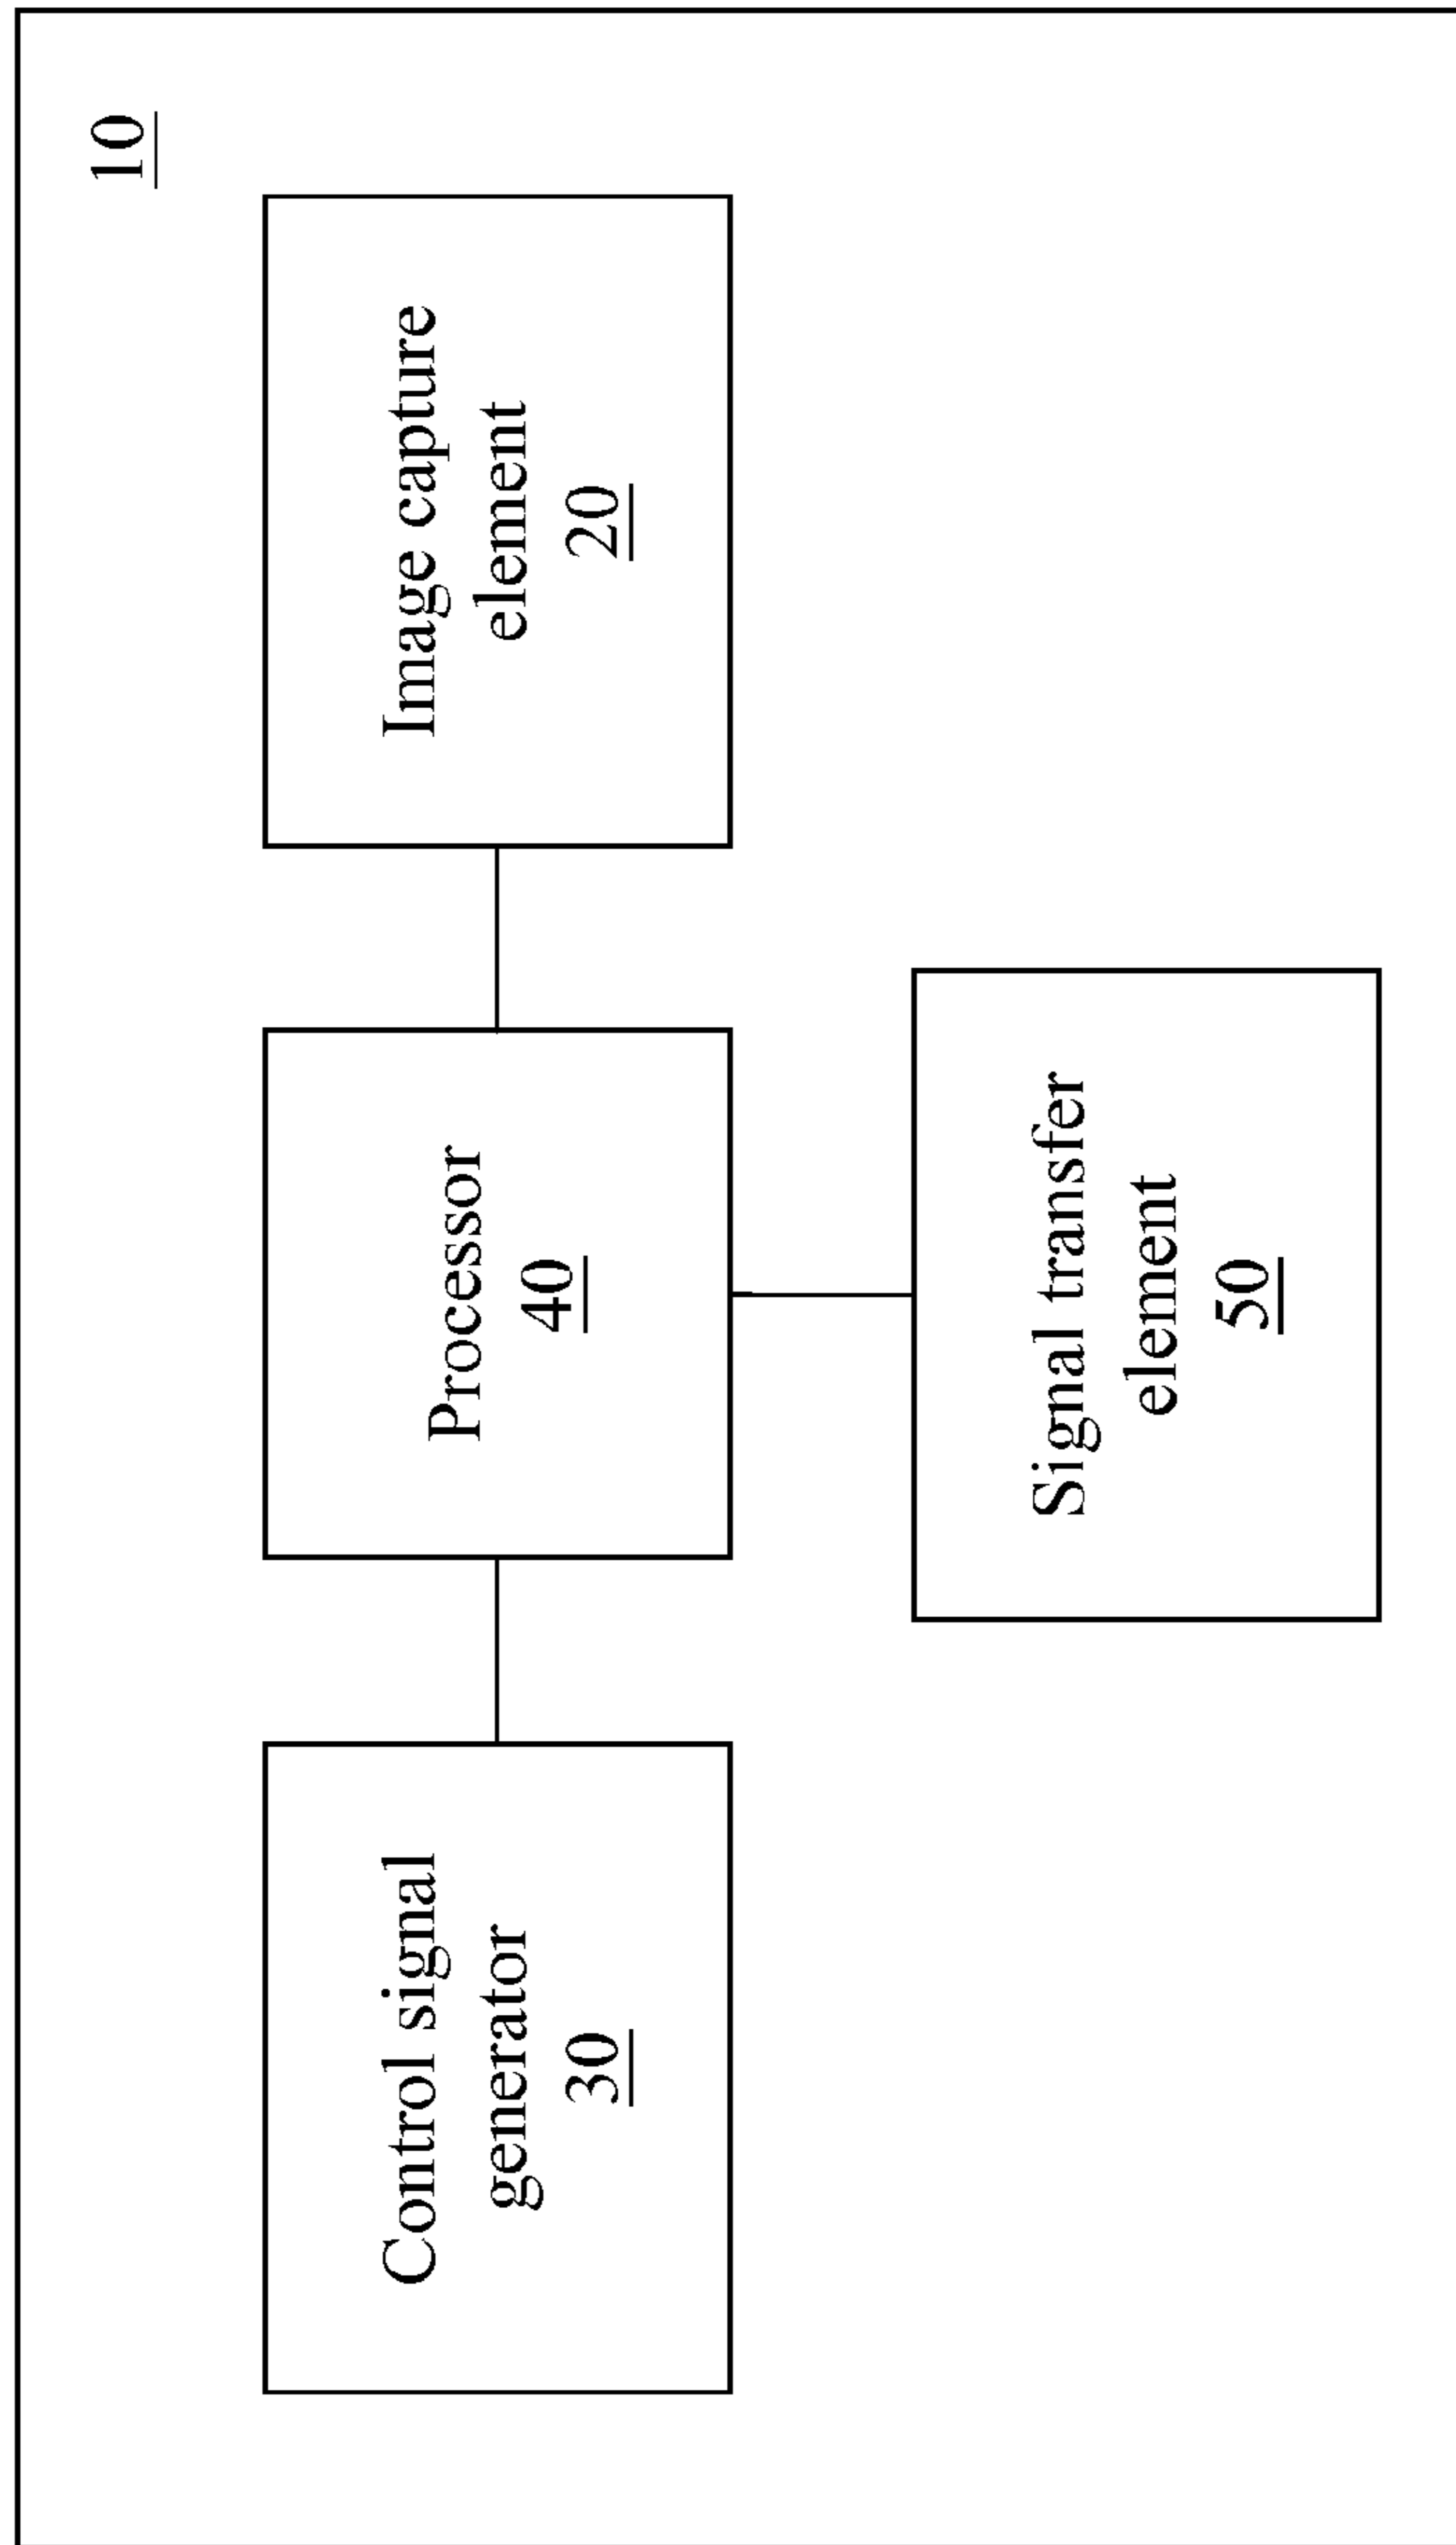 10
Control signal
generator
30
Processor
40
Image capture
element
20
Signal transfer
element
50